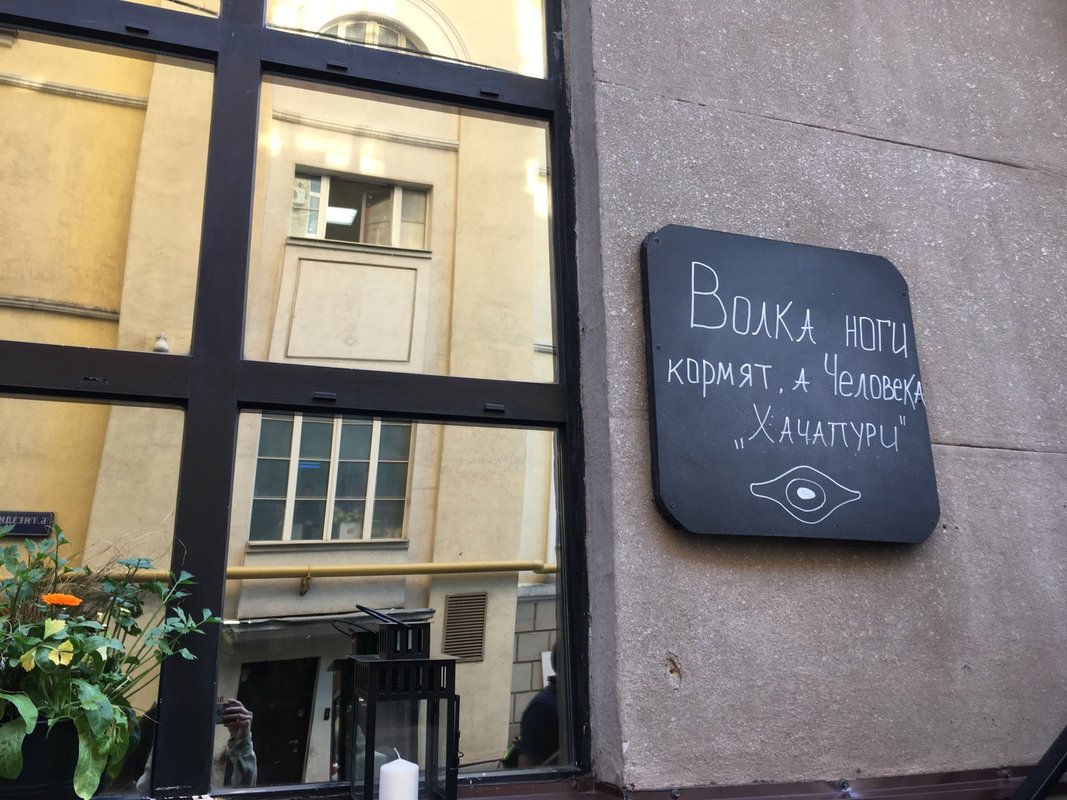 Волка ноги
кормят, а Человека
„Хачапури"